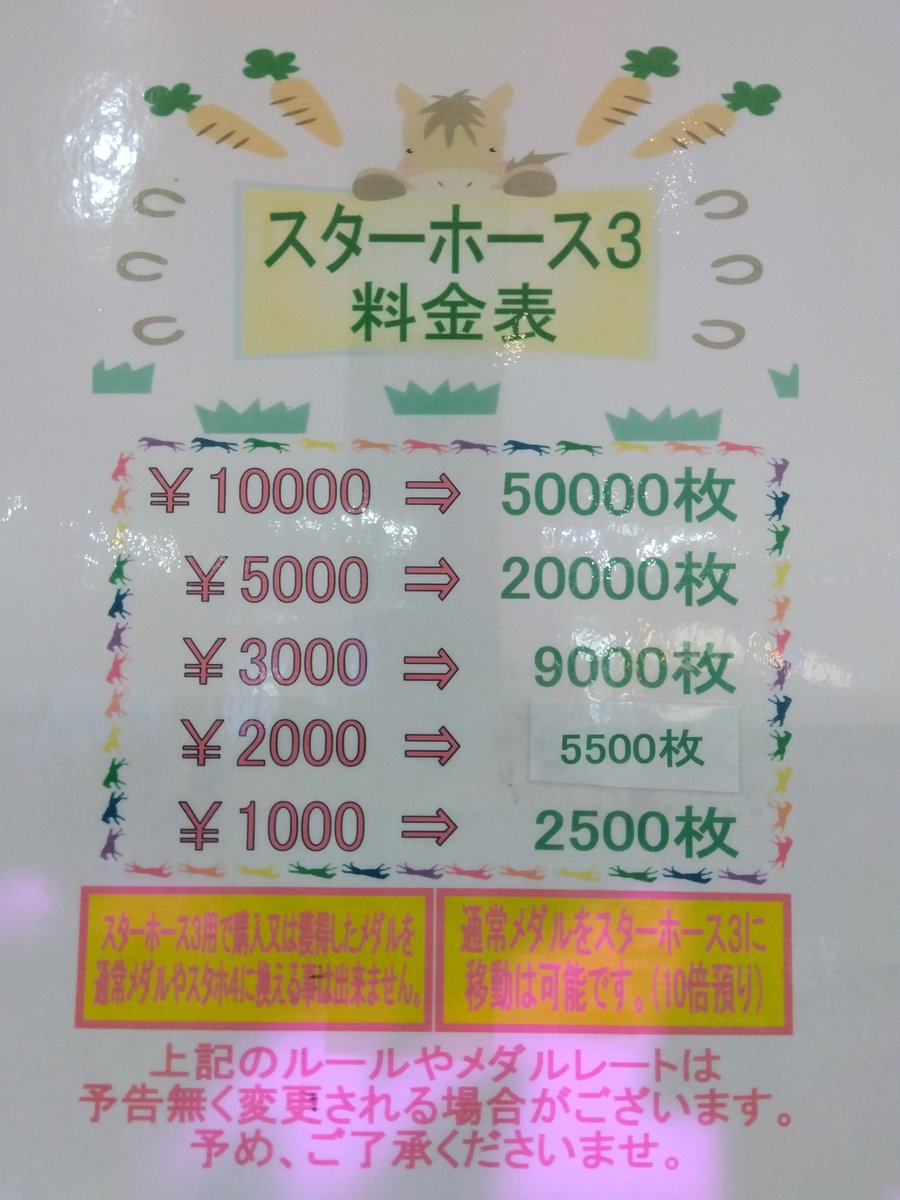 スターホース3
料金表
￥10000 ⇒ 50000枚
￥5000 ⇒ 20000枚
￥3000 ⇒ 9000枚
￥2000 ⇒ 5500枚
￥1000 ⇒ 2500枚
スターホース3用で購入又は獲得したメダルを
通常メダルやスタホ4に換える事は出来ません。
通常メダルをスターホース3に
移動は可能です。(10倍預り)
上記のルールやメダルレートは
予告無く変更される場合がございます。
予め、ご了承くださいませ。